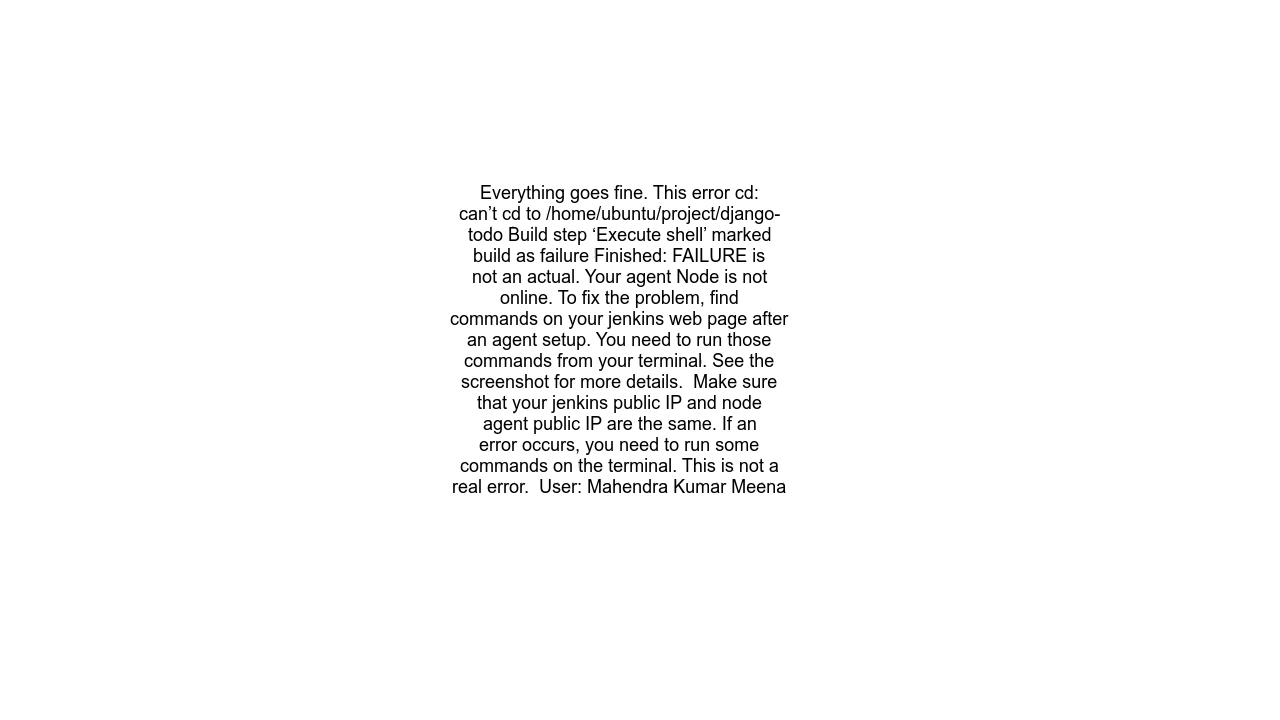 Everything goes fine. This error cd:
can’t cd to /home/ubuntu/project/django-
todo Build step ‘Execute shell’ marked
build as failure Finished: FAILURE is
not an actual. Your agent Node is not
online. To fix the problem, find
commands on your jenkins web page after
an agent setup. You need to run those
commands from your terminal. See the
screenshot for more details.  Make sure
that your jenkins public IP and node
agent public IP are the same. If an
error occurs, you need to run some
commands on the terminal. This is not a
real error.  User: Mahendra Kumar Meena